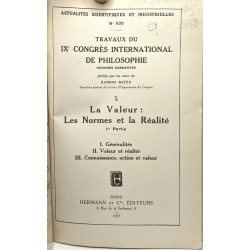 ACTUALITÉS SCIENTIFIQUES ET INDUSTRIELLES
TRAVAUX DU
IXᵉ CONGRÈS INTERNATIONAL
DE PHILOSOPHIE
CONGRÈS DESCARTES
publiés par les soins de
RAYMOND BAYER
X
La Valeur :
Les Normes et la Réalité
Iʳᵉ Partie
I. Généralités
II. Valeur et réalité
III. Connaissance, action et valeur
PARIS
HERMANN et Cⁱᵉ, ÉDITEURS
6, Rue de la Sorbonne, 6
1937